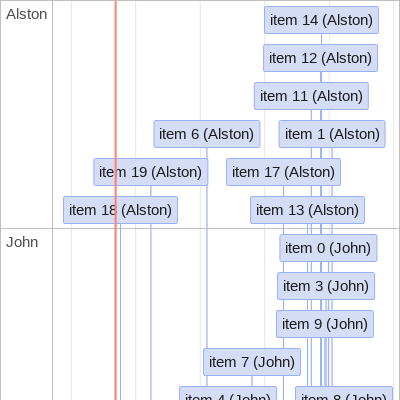 Alston
item 14 (Alston)
item 12 (Alston)
item 11 (Alston)
item 6 (Alston)
item 1 (Alston)
item 19 (Alston)
item 17 (Alston)
item 18 (Alston)
item 13 (Alston)
John
item 0 (John)
item 3 (John)
item 9 (John)
item 7 (John)
item 4 (John)
item 8 (John)